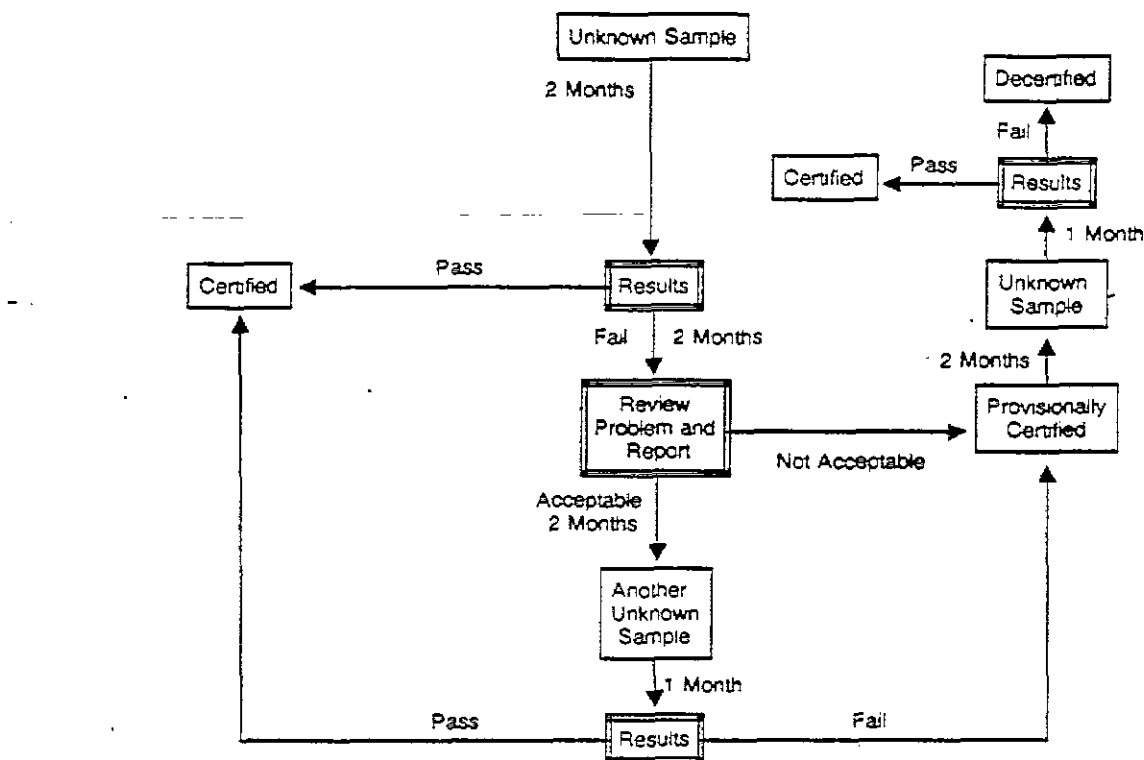 Unknown Sample
2 Months
Decertified
Fail
Certified
Pass
Results
1 Month
Unknown
Sample
2 Months
Provisionally
Certified
Certified
Pass
Results
Fail
2 Months
Review
Problem and
Report
Not Acceptable
Acceptable
2 Months
Another
Unknown
Sample
1 Month
Pass
Results
Fail